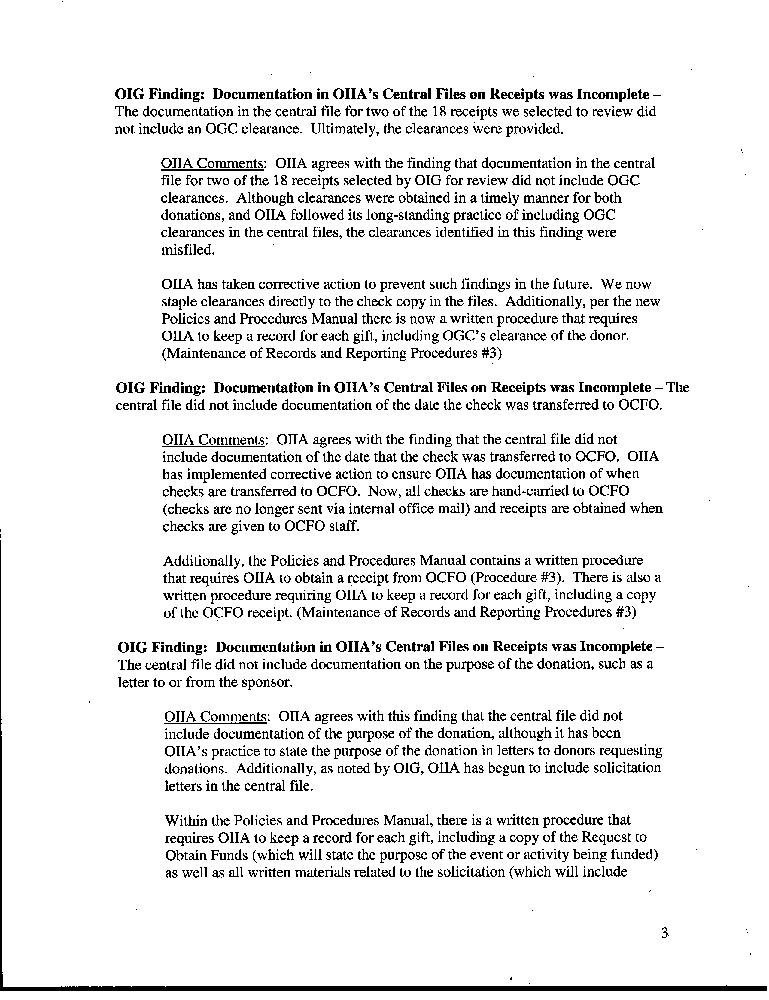 OIG Finding: Documentation in OIIA's Central Files on Receipts was Incomplete –
The documentation in the central file for two of the 18 receipts we selected to review did
not include an OGC clearance. Ultimately, the clearances were provided.
OIIA Comments: OIIA agrees with the finding that documentation in the central
file for two of the 18 receipts selected by OIG for review did not include OGC
clearances. Although clearances were obtained in a timely manner for both
donations, and OIIA followed its long-standing practice of including OGC
clearances in the central files, the clearances identified in this finding were
misfiled.
OIIA has taken corrective action to prevent such findings in the future. We now
staple clearances directly to the check copy in the files. Additionally, per the new
Policies and Procedures Manual there is now a written procedure that requires
OIIA to keep a record for each gift, including OGC's clearance of the donor.
(Maintenance of Records and Reporting Procedures #3)
OIG Finding: Documentation in OIIA's Central Files on Receipts was Incomplete – The
central file did not include documentation of the date the check was transferred to OCFO.
OIIA Comments: OIIA agrees with the finding that the central file did not
include documentation of the date that the check was transferred to OCFO. OIIA
has implemented corrective action to ensure OIIA has documentation of when
checks are transferred to OCFO. Now, all checks are hand-carried to OCFO
(checks are no longer sent via internal office mail) and receipts are obtained when
checks are given to OCFO staff.
Additionally, the Policies and Procedures Manual contains a written procedure
that requires OIIA to obtain a receipt from OCFO (Procedure #3). There is also a
written procedure requiring OIIA to keep a record for each gift, including a copy
of the OCFO receipt. (Maintenance of Records and Reporting Procedures #3)
OIG Finding: Documentation in OIIA's Central Files on Receipts was Incomplete –
The central file did not include documentation on the purpose of the donation, such as a
letter to or from the sponsor.
OIIA Comments: OIIA agrees with this finding that the central file did not
include documentation of the purpose of the donation, although it has been
OIIA's practice to state the purpose of the donation in letters to donors requesting
donations. Additionally, as noted by OIG, OIIA has begun to include solicitation
letters in the central file.
Within the Policies and Procedures Manual, there is a written procedure that
requires OIIA to keep a record for each gift, including a copy of the Request to
Obtain Funds (which will state the purpose of the event or activity being funded)
as well as all written materials related to the solicitation (which will include
3